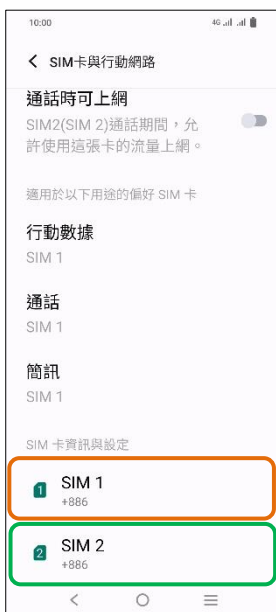 10:00
4G
SIM卡與行動網路
通話時可上網
SIM2(SIM 2)通話期間，允
許使用這張卡的流量上網。
適用於以下用途的偏好 SIM 卡
行動數據
SIM 1
通話
SIM 1
簡訊
SIM 1
SIM 卡資訊與設定
1 SIM 1
+886
2 SIM 2
+886